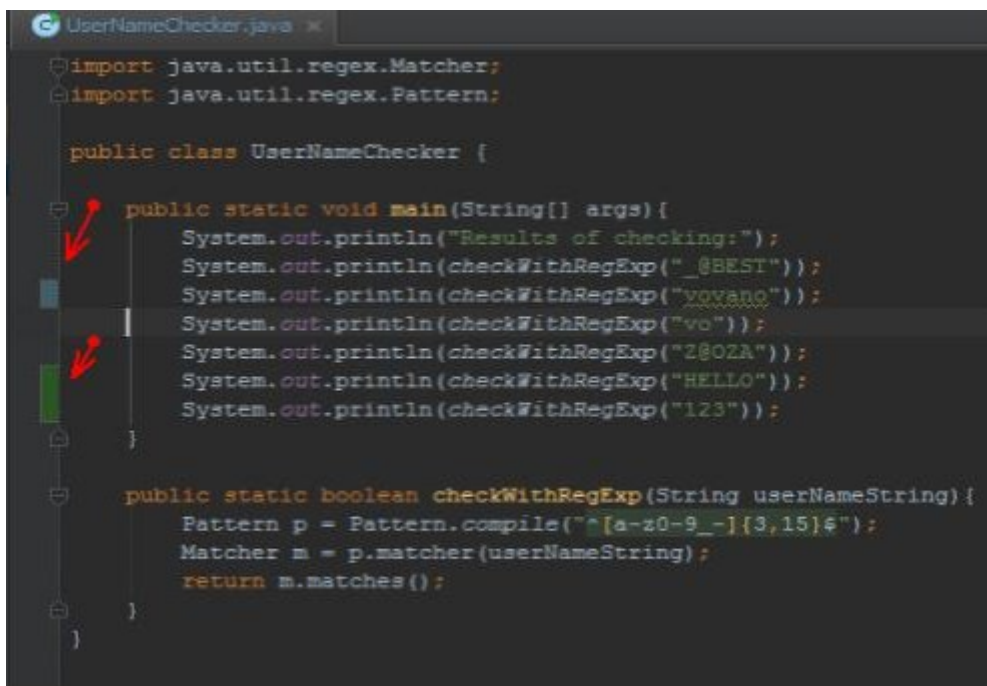 UserNameChecker.java
import java.util.regex.Matcher;
import java.util.regex.Pattern;
public class UserNameChecker {
public static void main(String[] args){
System.out.println("Results of checking:");
System.out.println(checkWithRegExp("_@BEST"));
System.out.println(checkWithRegExp("vovano"));
System.out.println(checkWithRegExp("vo"));
System.out.println(checkWithRegExp("Z@OZA"));
System.out.println(checkWithRegExp("HELLO"));
System.out.println(checkWithRegExp("123"));
}
public static boolean checkWithRegExp(String userNameString){
Pattern p = Pattern.compile("^[a-z0-9_-]{3,15}$");
Matcher m = p.matcher(userNameString);
return m.matches();
}
}